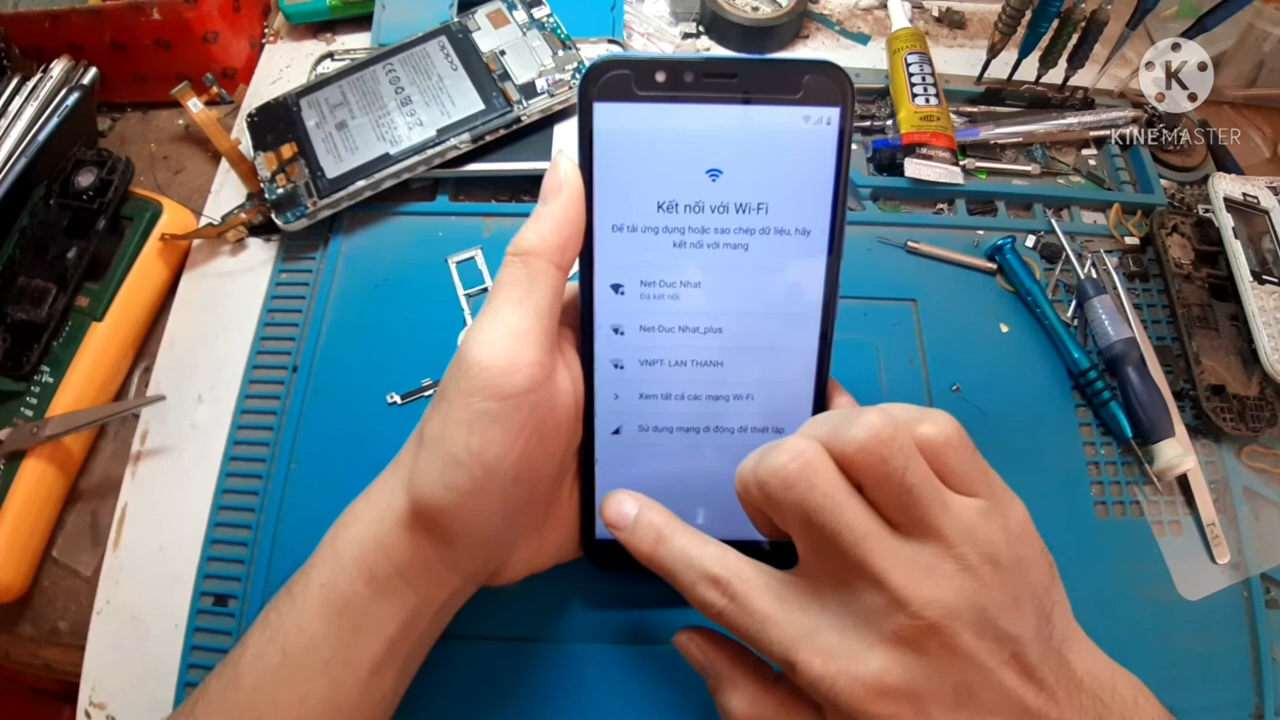 Kết nối với Wi-Fi
Để tải ứng dụng hoặc sao chép dữ liệu, hãy
kết nối với mạng
Net-Duc Nhat
Đã kết nối
Net-Duc Nhat_plus
VNPT- LAN THANH
Xem tất cả các mạng Wi-Fi
Sử dụng mạng di động để thiết lập
oppo
E8000
K
KINEMASTER